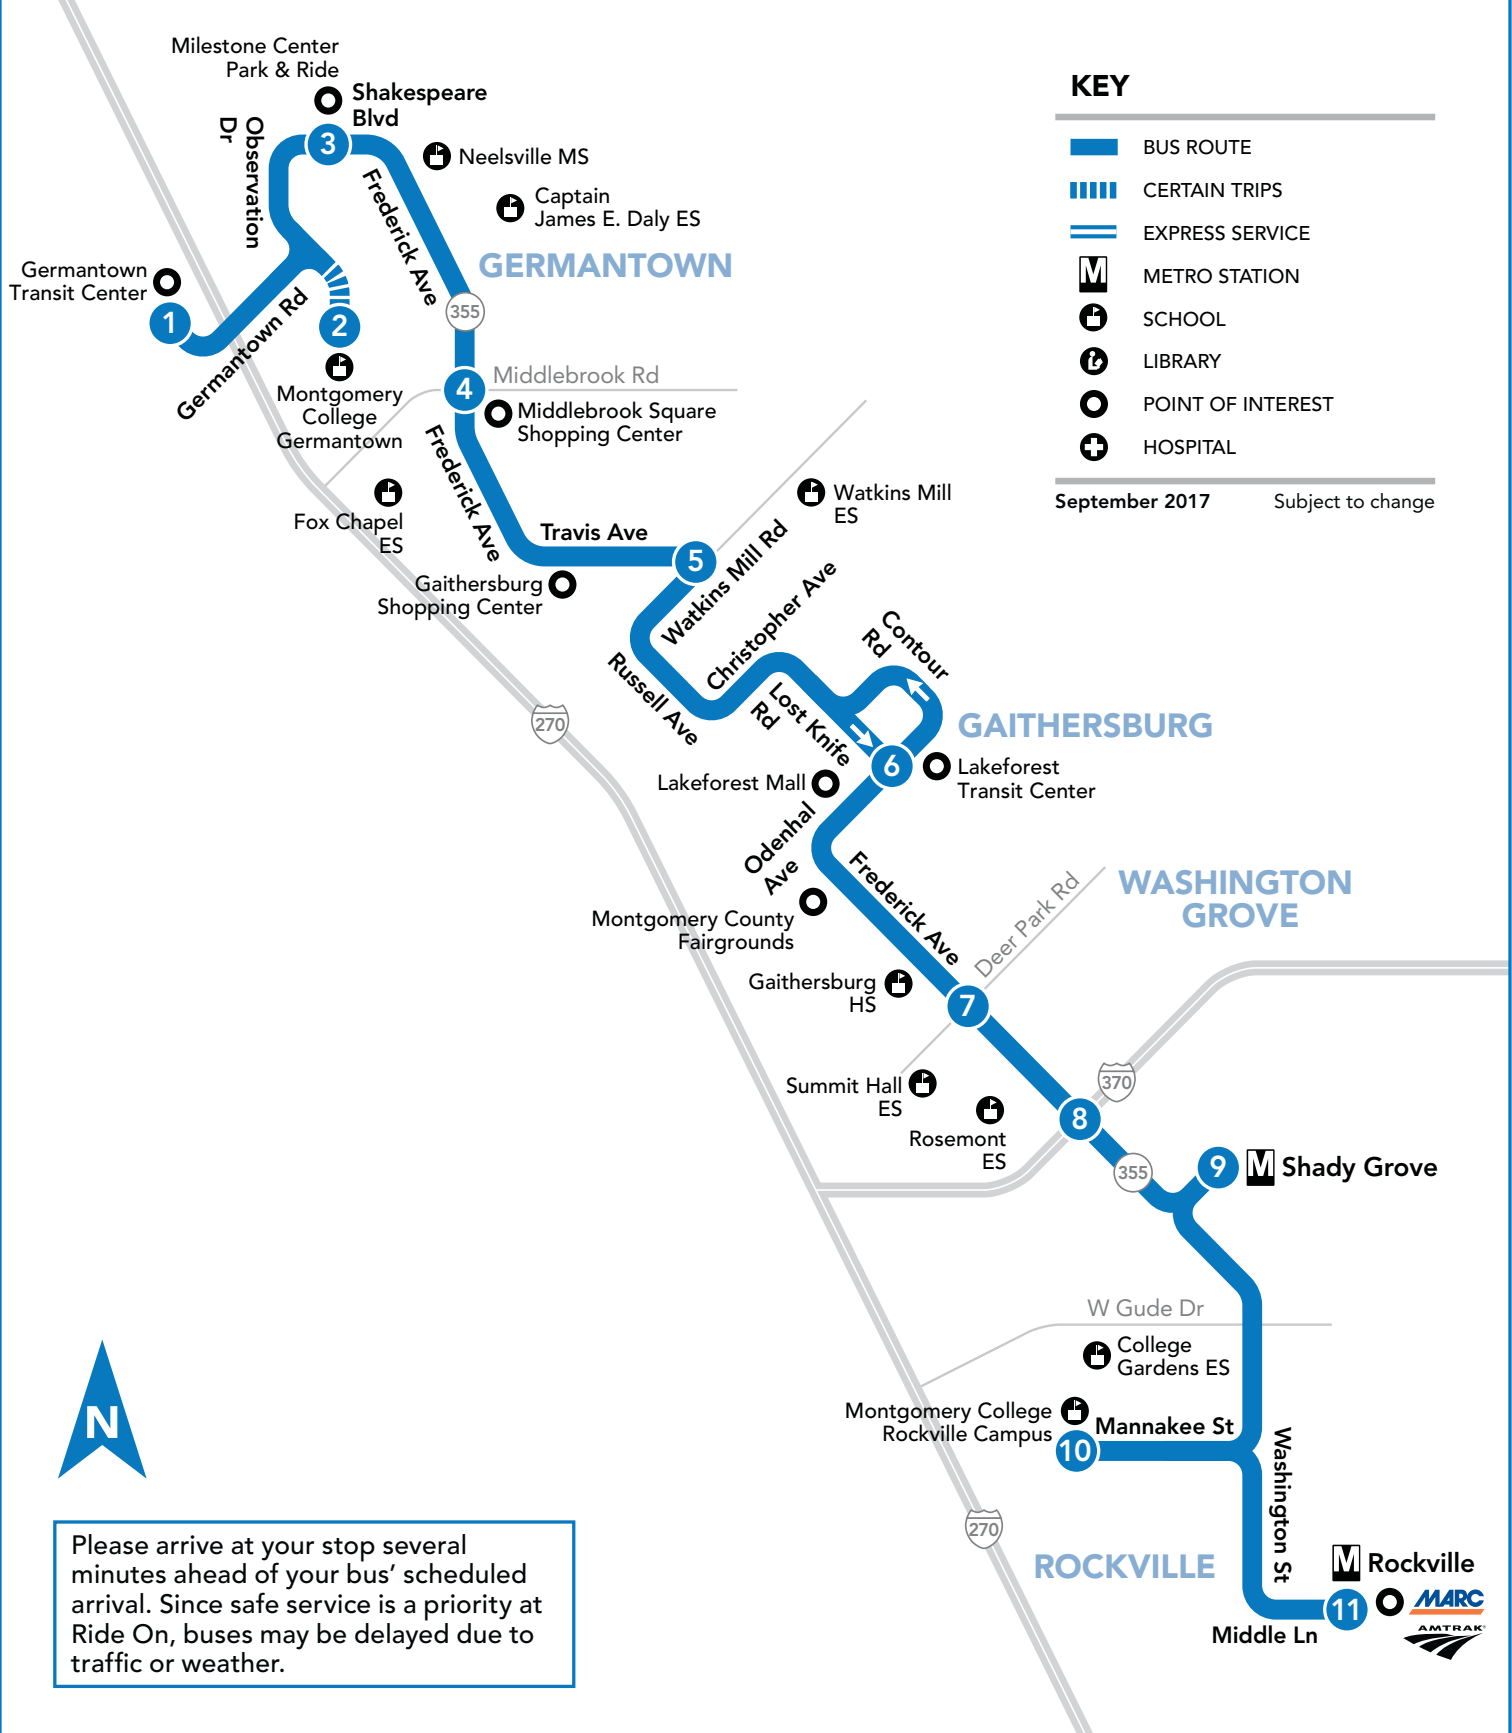 Milestone Center
Park & Ride
Shakespeare
Blvd
3
Observation
Dr
Neelsville MS
Captain
James E. Daly ES
Frederick Ave
GERMANTOWN
Germantown
Transit Center
1
Germantown Rd
2
355
Montgomery
College
Germantown
4
Middlebrook Rd
Middlebrook Square
Shopping Center
Frederick Ave
Fox Chapel
ES
Travis Ave
5
Watkins Mill
ES
Watkins Mill Rd
Gaithersburg
Shopping Center
Christopher Ave
Russell Ave
Contour
Rd
Lost Knife
Rd
270
GAITHERSBURG
6
Lakeforest
Transit Center
Lakeforest Mall
Odenhal
Ave
Frederick Ave
Deer Park Rd
WASHINGTON
GROVE
Montgomery County
Fairgrounds
Gaithersburg
HS
7
Summit Hall
ES
Rosemont
ES
370
8
355
9
M Shady Grove
W Gude Dr
College
Gardens ES
Montgomery College
Rockville Campus
10
Mannakee St
Washington St
270
ROCKVILLE
M Rockville
11
MARC
AMTRAK
Middle Ln
KEY
BUS ROUTE
CERTAIN TRIPS
EXPRESS SERVICE
M METRO STATION
SCHOOL
LIBRARY
POINT OF INTEREST
HOSPITAL
September 2017 Subject to change
N
Please arrive at your stop several
minutes ahead of your bus’ scheduled
arrival. Since safe service is a priority at
Ride On, buses may be delayed due to
traffic or weather.